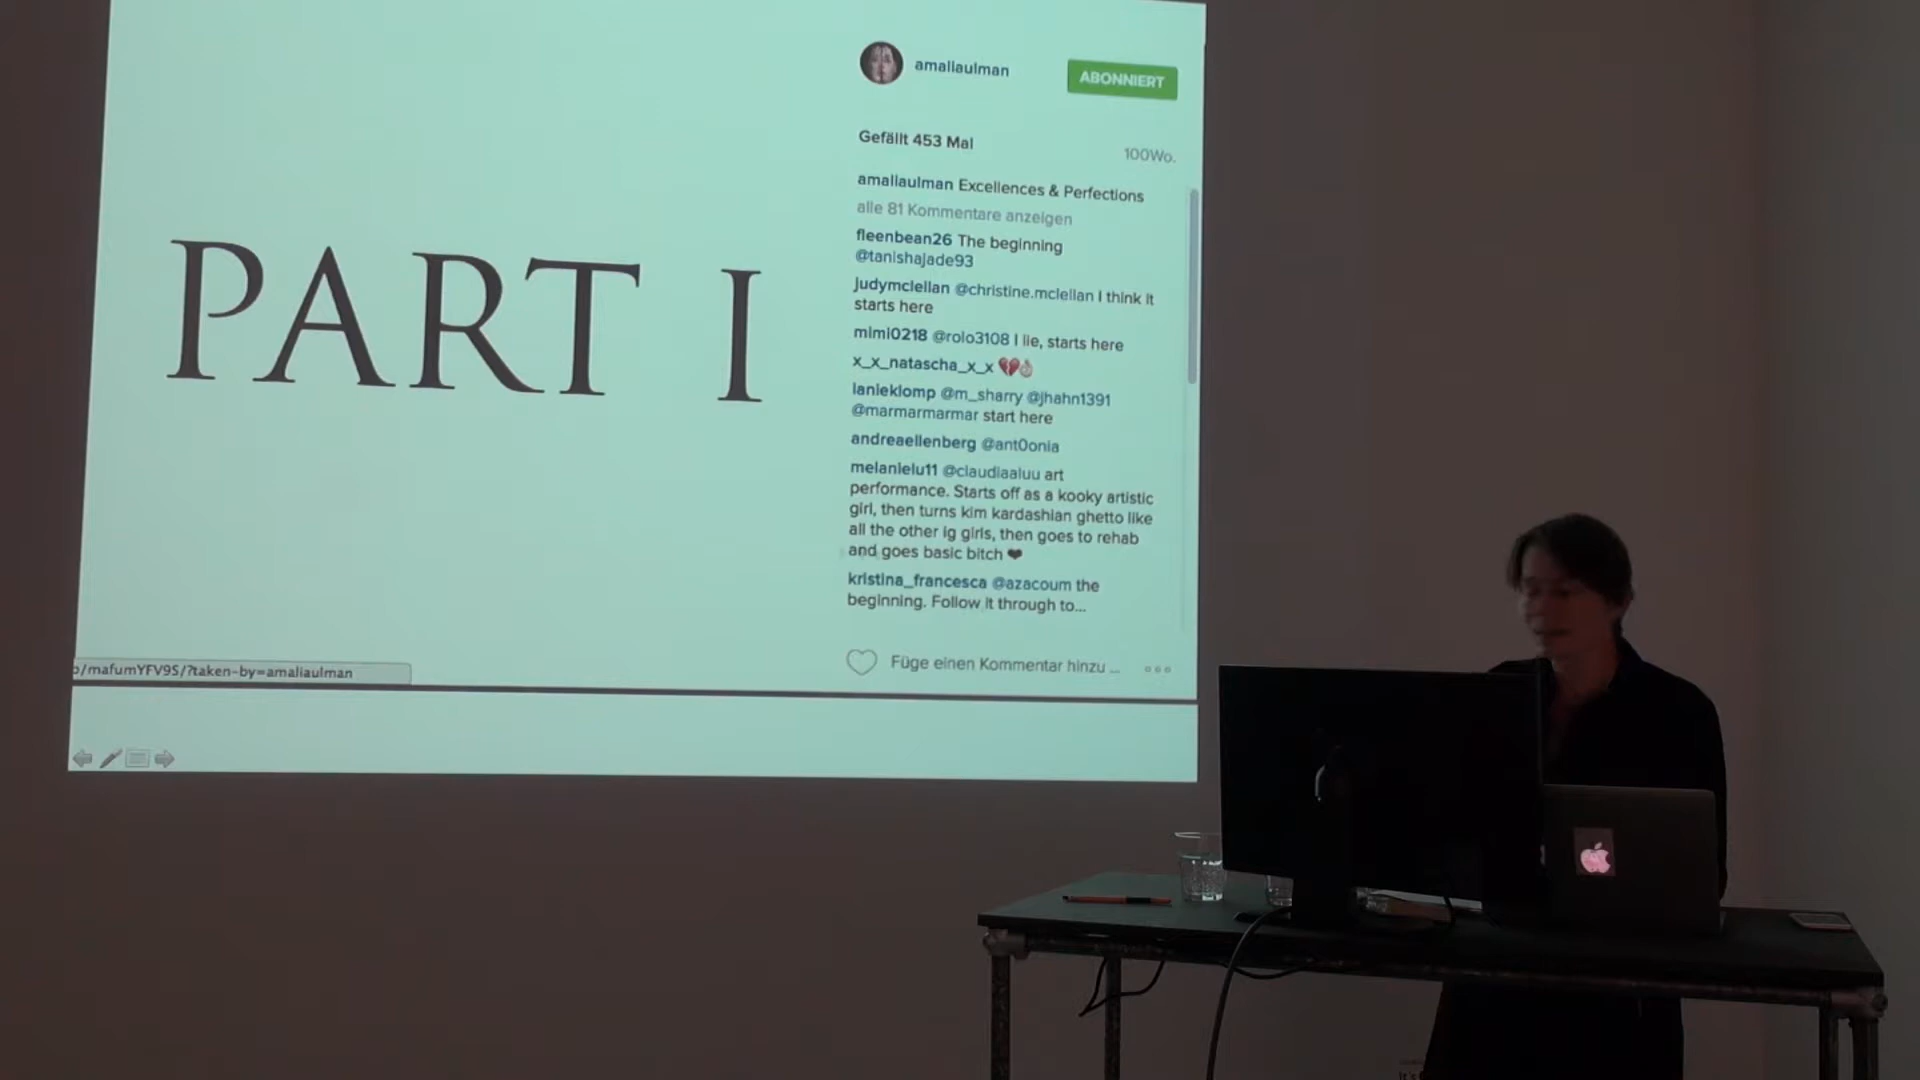 PART I
amaliaulman
ABONNIERT
Gefällt 453 Mal
100Wo.
amaliaulman Excellences & Perfections
alle 81 Kommentare anzeigen
fleenbean26 The beginning
@tanishajade93
judymclellan @christine.mclellan I think it
starts here
mimi0218 @rolo3108 I lie, starts here
x_x_natascha_x_x 💔👌
lanieklomp @m_sharry @jhahn1391
@marmarmarmar start here
andreaellenberg @ant0onia
melanielu11 @claudiaaluu art
performance. Starts off as a kooky artistic
girl, then turns kim kardashian ghetto like
all the other ig girls, then goes to rehab
and goes basic bitch ❤
kristina_francesca @azacoum the
beginning. Follow it through to...
Füge einen Kommentar hinzu ...
/mafumYFV9S/?taken-by=amaliaulman